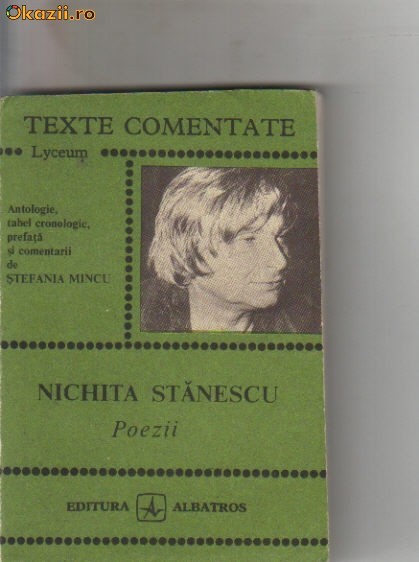 Okazii.ro
TEXTE COMENTATE
Lyceum
Antologie,
tabel cronologic,
prefață
și comentarii
de
ȘTEFANIA MINCU
NICHITA STĂNESCU
Poezii
EDITURA ALBATROS